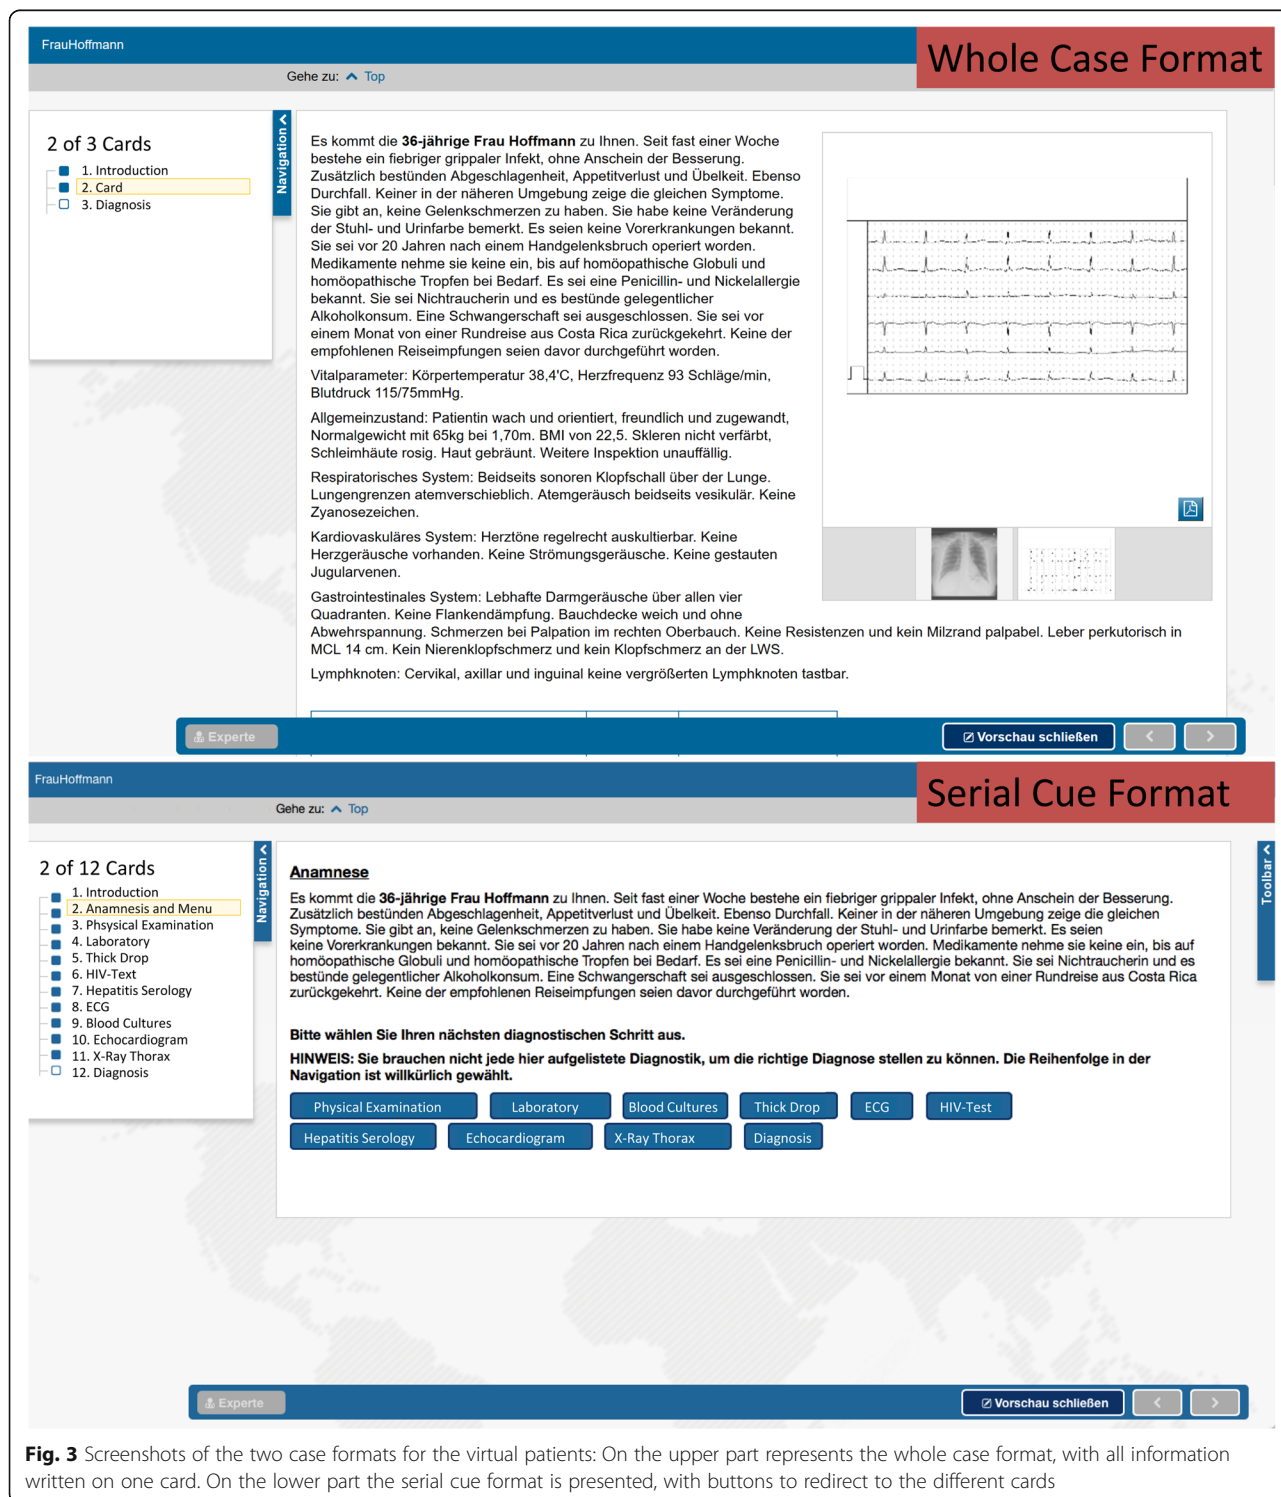 FrauHoffmann
Whole Case Format
Gehe zu: Top
2 of 3 Cards
1. Introduction
2. Card
3. Diagnosis
Navigation
Es kommt die 36-jährige Frau Hoffmann zu Ihnen. Seit fast einer Woche
bestehe ein fiebriger grippaler Infekt, ohne Anschein der Besserung.
Zusätzlich bestünden Abgeschlagenheit, Appetitverlust und Übelkeit. Ebenso
Durchfall. Keiner in der näheren Umgebung zeige die gleichen Symptome.
Sie gibt an, keine Gelenkschmerzen zu haben. Sie habe keine Veränderung
der Stuhl- und Urinfarbe bemerkt. Es seien keine Vorerkrankungen bekannt.
Sie sei vor 20 Jahren nach einem Handgelenksbruch operiert worden.
Medikamente nehme sie keine ein, bis auf homöopathische Globuli und
homöopathische Tropfen bei Bedarf. Es sei eine Penicillin- und Nickelallergie
bekannt. Sie sei Nichtraucherin und es bestünde gelegentlicher
Alkoholkonsum. Eine Schwangerschaft sei ausgeschlossen. Sie sei vor
einem Monat von einer Rundreise aus Costa Rica zurückgekehrt. Keine der
empfohlenen Reiseimpfungen seien davor durchgeführt worden.
Vitalparameter: Körpertemperatur 38,4'C, Herzfrequenz 93 Schläge/min,
Blutdruck 115/75mmHg.
Allgemeinzustand: Patientin wach und orientiert, freundlich und zugewandt,
Normalgewicht mit 65kg bei 1,70m. BMI von 22,5. Skleren nicht verfärbt,
Schleimhäute rosig. Haut gebräunt. Weitere Inspektion unauffällig.
Respiratorisches System: Beidseits sonoren Klopfschall über der Lunge.
Lungengrenzen atemverschieblich. Atemgeräusch beidseits vesikulär. Keine
Zyanosezeichen.
Kardiovaskuläres System: Herztöne regelrecht auskultierbar. Keine
Herzgeräusche vorhanden. Keine Strömungsgeräusche. Keine gestauten
Jugularvenen.
Gastrointestinales System: Lebhafte Darmgeräusche über allen vier
Quadranten. Keine Flankendämpfung. Bauchdecke weich und ohne
Abwehrspannung. Schmerzen bei Palpation im rechten Oberbauch. Keine Resistenzen und kein Milzrand palpabel. Leber perkutorisch in
MCL 14 cm. Kein Nierenklopfschmerz und kein Klopfschmerz an der LWS.
Lymphknoten: Cervikal, axillar und inguinal keine vergrößerten Lymphknoten tastbar.
Experte
Vorschau schließen
FrauHoffmann
Serial Cue Format
Gehe zu: Top
2 of 12 Cards
1. Introduction
2. Anamnesis and Menu
3. Phsysical Examination
4. Laboratory
5. Thick Drop
6. HIV-Text
7. Hepatitis Serology
8. ECG
9. Blood Cultures
10. Echocardiogram
11. X-Ray Thorax
12. Diagnosis
Navigation
Toolbar
Anamnese
Es kommt die 36-jährige Frau Hoffmann zu Ihnen. Seit fast einer Woche bestehe ein fiebriger grippaler Infekt, ohne Anschein der Besserung.
Zusätzlich bestünden Abgeschlagenheit, Appetitverlust und Übelkeit. Ebenso Durchfall. Keiner in der näheren Umgebung zeige die gleichen
Symptome. Sie gibt an, keine Gelenkschmerzen zu haben. Sie habe keine Veränderung der Stuhl- und Urinfarbe bemerkt. Es seien
keine Vorerkrankungen bekannt. Sie sei vor 20 Jahren nach einem Handgelenksbruch operiert worden. Medikamente nehme sie keine ein, bis auf
homöopathische Globuli und homöopathische Tropfen bei Bedarf. Es sei eine Penicillin- und Nickelallergie bekannt. Sie sei Nichtraucherin und es
bestünde gelegentlicher Alkoholkonsum. Eine Schwangerschaft sei ausgeschlossen. Sie sei vor einem Monat von einer Rundreise aus Costa Rica
zurückgekehrt. Keine der empfohlenen Reiseimpfungen seien davor durchgeführt worden.
Bitte wählen Sie Ihren nächsten diagnostischen Schritt aus.
HINWEIS: Sie brauchen nicht jede hier aufgelistete Diagnostik, um die richtige Diagnose stellen zu können. Die Reihenfolge in der
Navigation ist willkürlich gewählt.
Physical Examination Laboratory Blood Cultures Thick Drop ECG HIV-Test
Hepatitis Serology Echocardiogram X-Ray Thorax Diagnosis
Experte
Vorschau schließen
Fig. 3 Screenshots of the two case formats for the virtual patients: On the upper part represents the whole case format, with all information
written on one card. On the lower part the serial cue format is presented, with buttons to redirect to the different cards